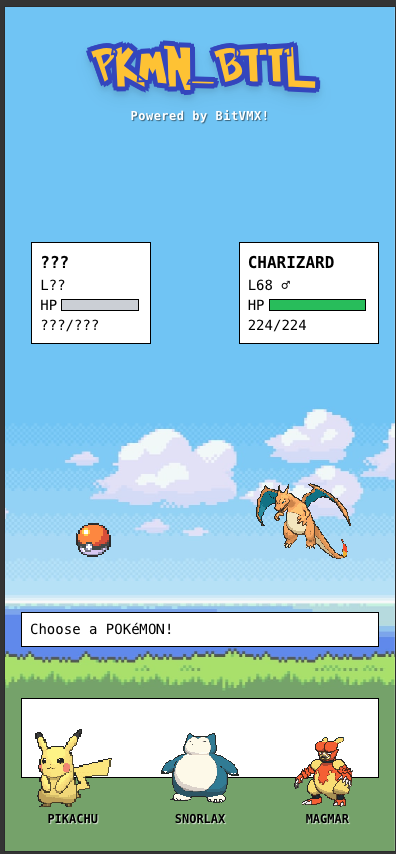 PKMN_BTTL
Powered by BitVMX!
???
L??
HP
???/???
CHARIZARD
L68 ♂
HP
224/224
Choose a POKéMON!
PIKACHU
SNORLAX
MAGMAR